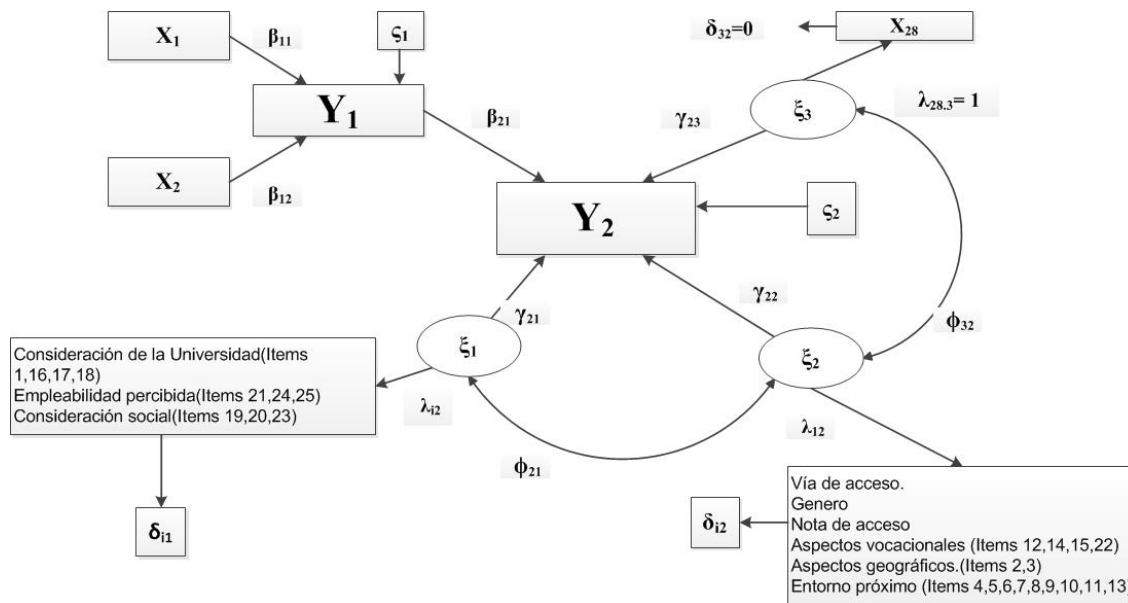 X1
β11
ς1
δ32=0
X28
Y1
β21
γ23
ξ3
λ28.3= 1
X2
β12
Y2
ς2
γ21
γ22
ϕ32
ξ1
ξ2
Consideración de la Universidad(Items
1,16,17,18)
Empleabilidad percibida(Items 21,24,25)
Consideración social(Items 19,20,23)
λi2
λ12
ϕ21
δi1
δi2
Vía de acceso.
Genero
Nota de acceso
Aspectos vocacionales (Items 12,14,15,22)
Aspectos geográficos.(Items 2,3)
Entorno próximo (Items 4,5,6,7,8,9,10,11,13)